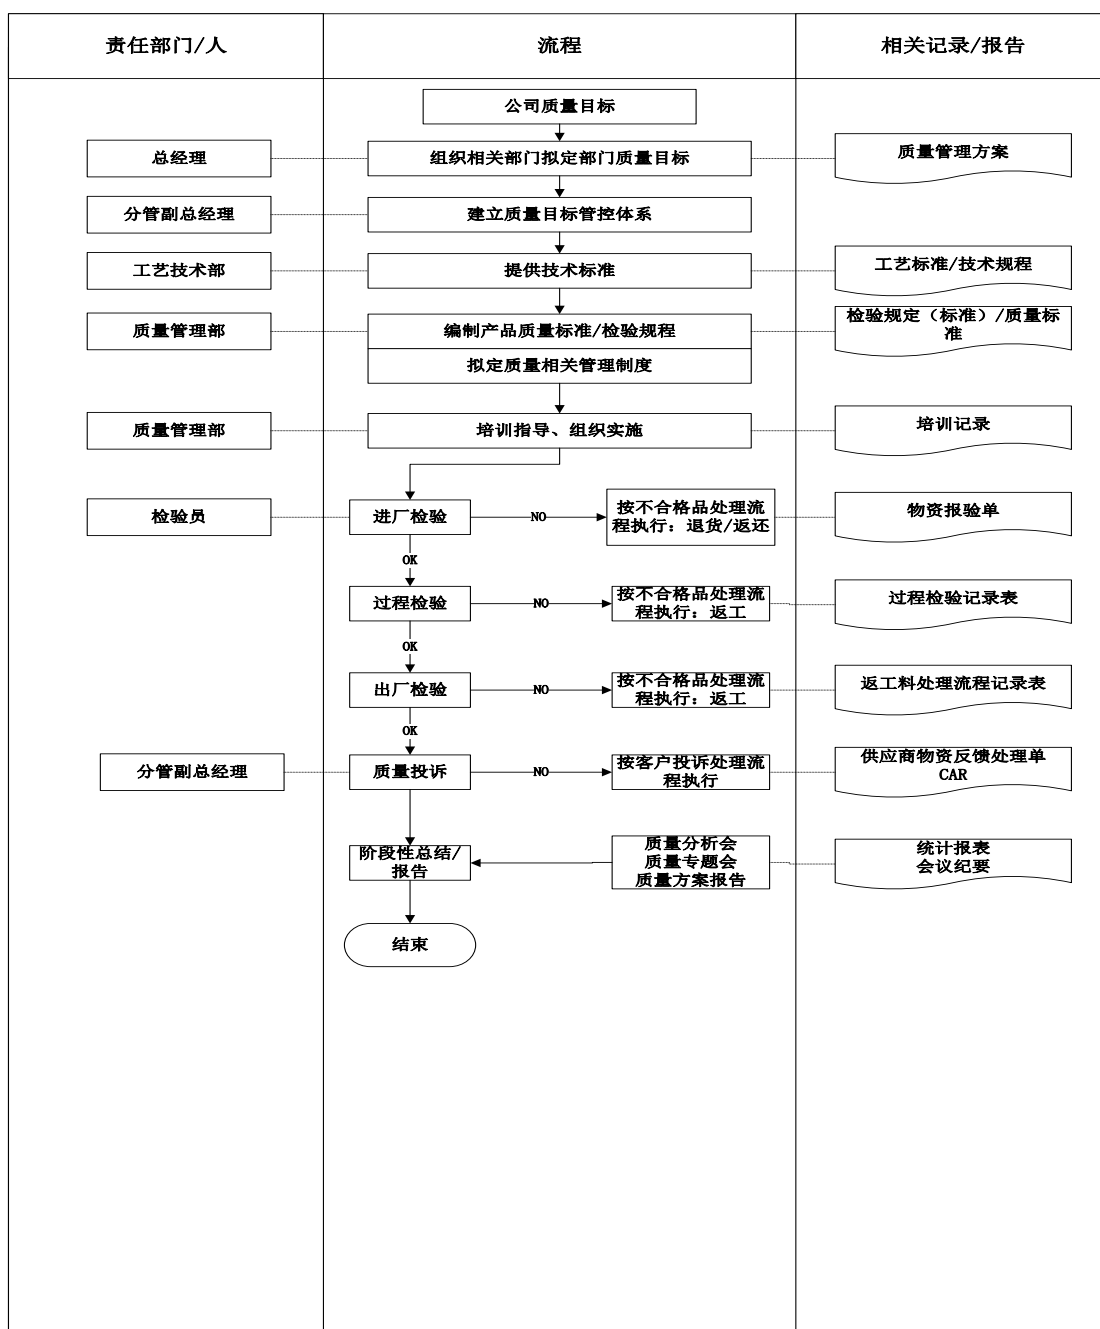 责任部门/人
流程
相关记录/报告
公司质量目标
总经理
组织相关部门拟定部门质量目标
质量管理方案
分管副总经理
建立质量目标管控体系
工艺技术部
提供技术标准
工艺标准/技术规程
质量管理部
编制产品质量标准/检验规程
检验规定（标准）/质量标
准
拟定质量相关管理制度
质量管理部
培训指导、组织实施
培训记录
检验员
进厂检验
NO
按不合格品处理流
程执行：退货/返还
物资报验单
OK
过程检验
NO
按不合格品处理流
程执行：返工
过程检验记录表
OK
出厂检验
NO
按不合格品处理流
程执行：返工
返工料处理流程记录表
OK
分管副总经理
质量投诉
NO
按客户投诉处理流
程执行
供应商物资反馈处理单
CAR
阶段性总结/
报告
质量分析会
质量专题会
质量方案报告
统计报表
会议纪要
结束